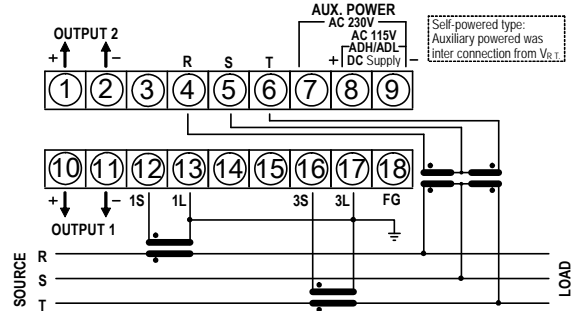 AUX. POWER
AC 230V
OUTPUT 2
AC 115V
ADH/ADL
+ DC Supply –
+ –
R S T
Self-powered type:
Auxiliary powered was
inter connection from VR.T.
1 2 3 4 5 6 7 8 9
10 11 12 13 14 15 16 17 18
+ – 1S 1L 3S 3L FG
OUTPUT 1
SOURCE
R
S
T
LOAD